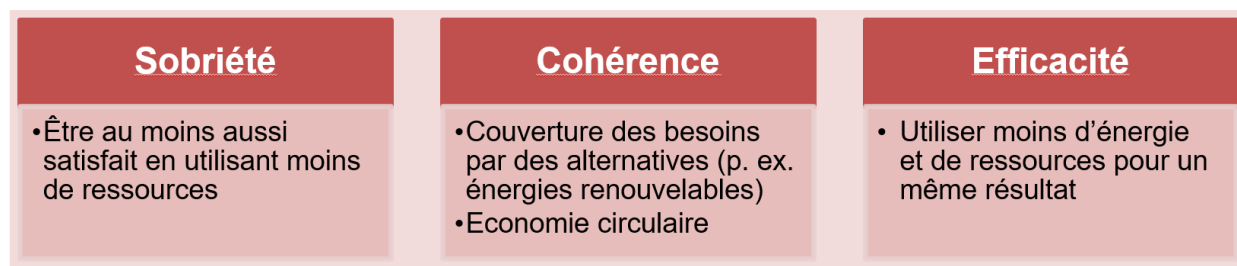 Sobriété
•Être au moins aussi
satisfait en utilisant moins
de ressources
Cohérence
•Couverture des besoins
par des alternatives (p. ex.
énergies renouvelables)
•Economie circulaire
Efficacité
• Utiliser moins d’énergie
et de ressources pour un
même résultat